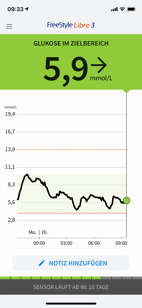 09:33
FreeStyle Libre 3
GLUKOSE IM ZIELBEREICH
5,9 →
mmol/L
mmol/L
19,4
16,7
13,9
11,1
8,3
5,6
2,8
Mo. | Di.
00:00 03:00 06:00 09:00
NOTIZ HINZUFÜGEN
SENSOR LÄUFT AB IN: 10 TAGE